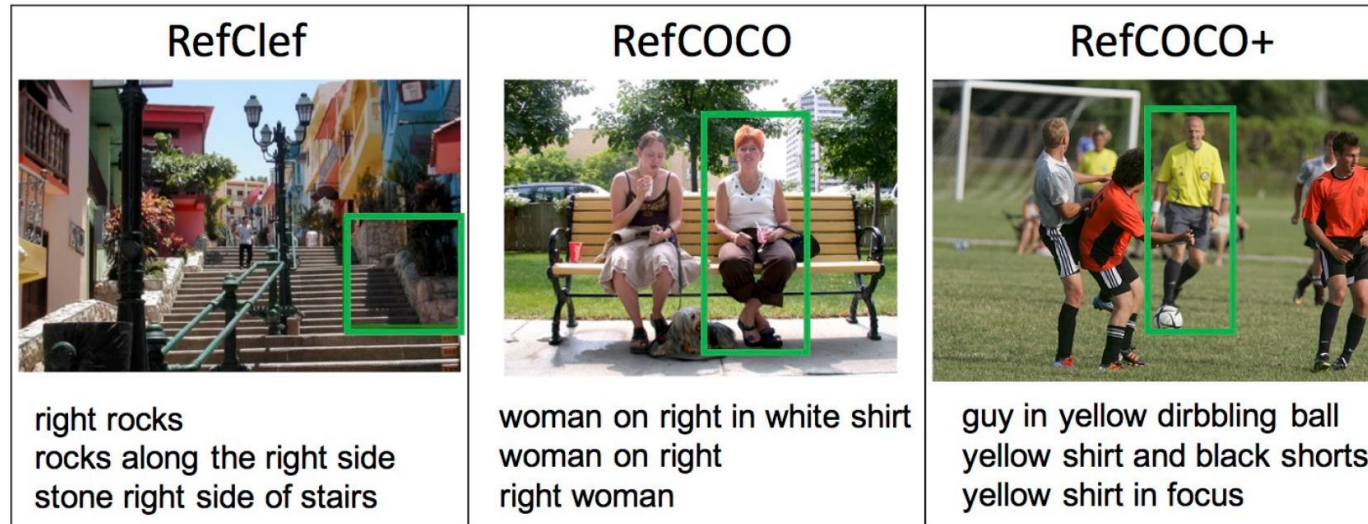 RefClef
RefCOCO
RefCOCO+
right rocks
rocks along the right side
stone right side of stairs
woman on right in white shirt
woman on right
right woman
guy in yellow dirbbling ball
yellow shirt and black shorts
yellow shirt in focus